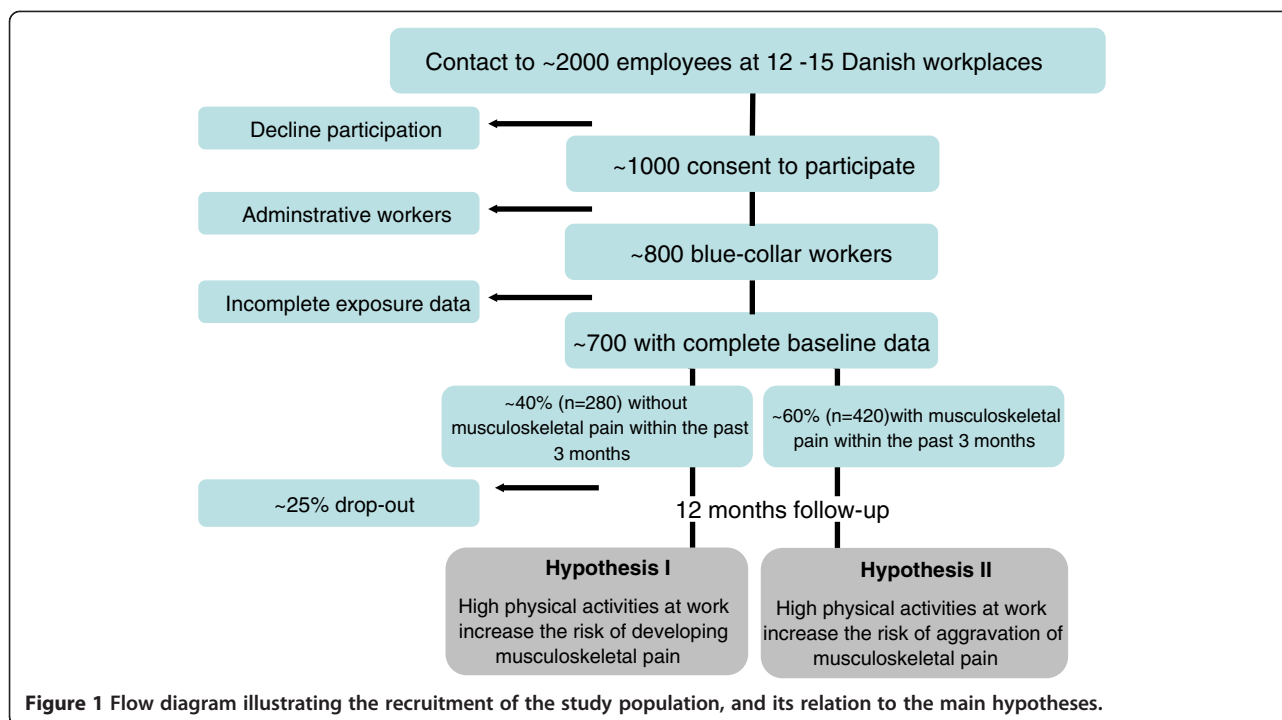 Contact to ~2000 employees at 12 -15 Danish workplaces
Decline participation
~1000 consent to participate
Adminstrative workers
~800 blue-collar workers
Incomplete exposure data
~700 with complete baseline data
~40% (n=280) without
musculoskeletal pain within the past
3 months
~60% (n=420)with musculoskeletal
pain within the past 3 months
~25% drop-out
12 months follow-up
Hypothesis I
High physical activities at work
increase the risk of developing
musculoskeletal pain
Hypothesis II
High physical activities at work
increase the risk of aggravation of
musculoskeletal pain
Figure 1 Flow diagram illustrating the recruitment of the study population, and its relation to the main hypotheses.